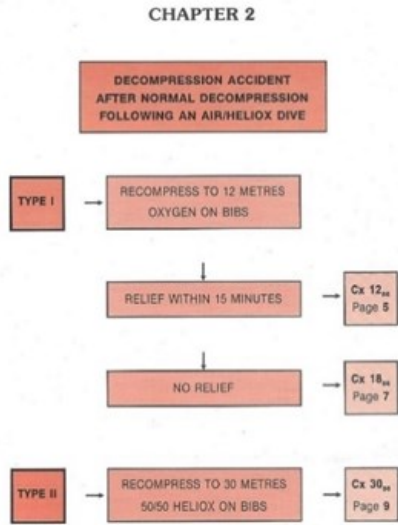 CHAPTER 2
DECOMPRESSION ACCIDENT
AFTER NORMAL DECOMPRESSION
FOLLOWING AN AIR/HELIOX DIVE
TYPE I
RECOMPRESS TO 12 METRES
OXYGEN ON BIBS
RELIEF WITHIN 15 MINUTES
Cx 12
Page 5
NO RELIEF
Cx 18
Page 7
TYPE II
RECOMPRESS TO 30 METRES
50/50 HELIOX ON BIBS
Cx 30
Page 9